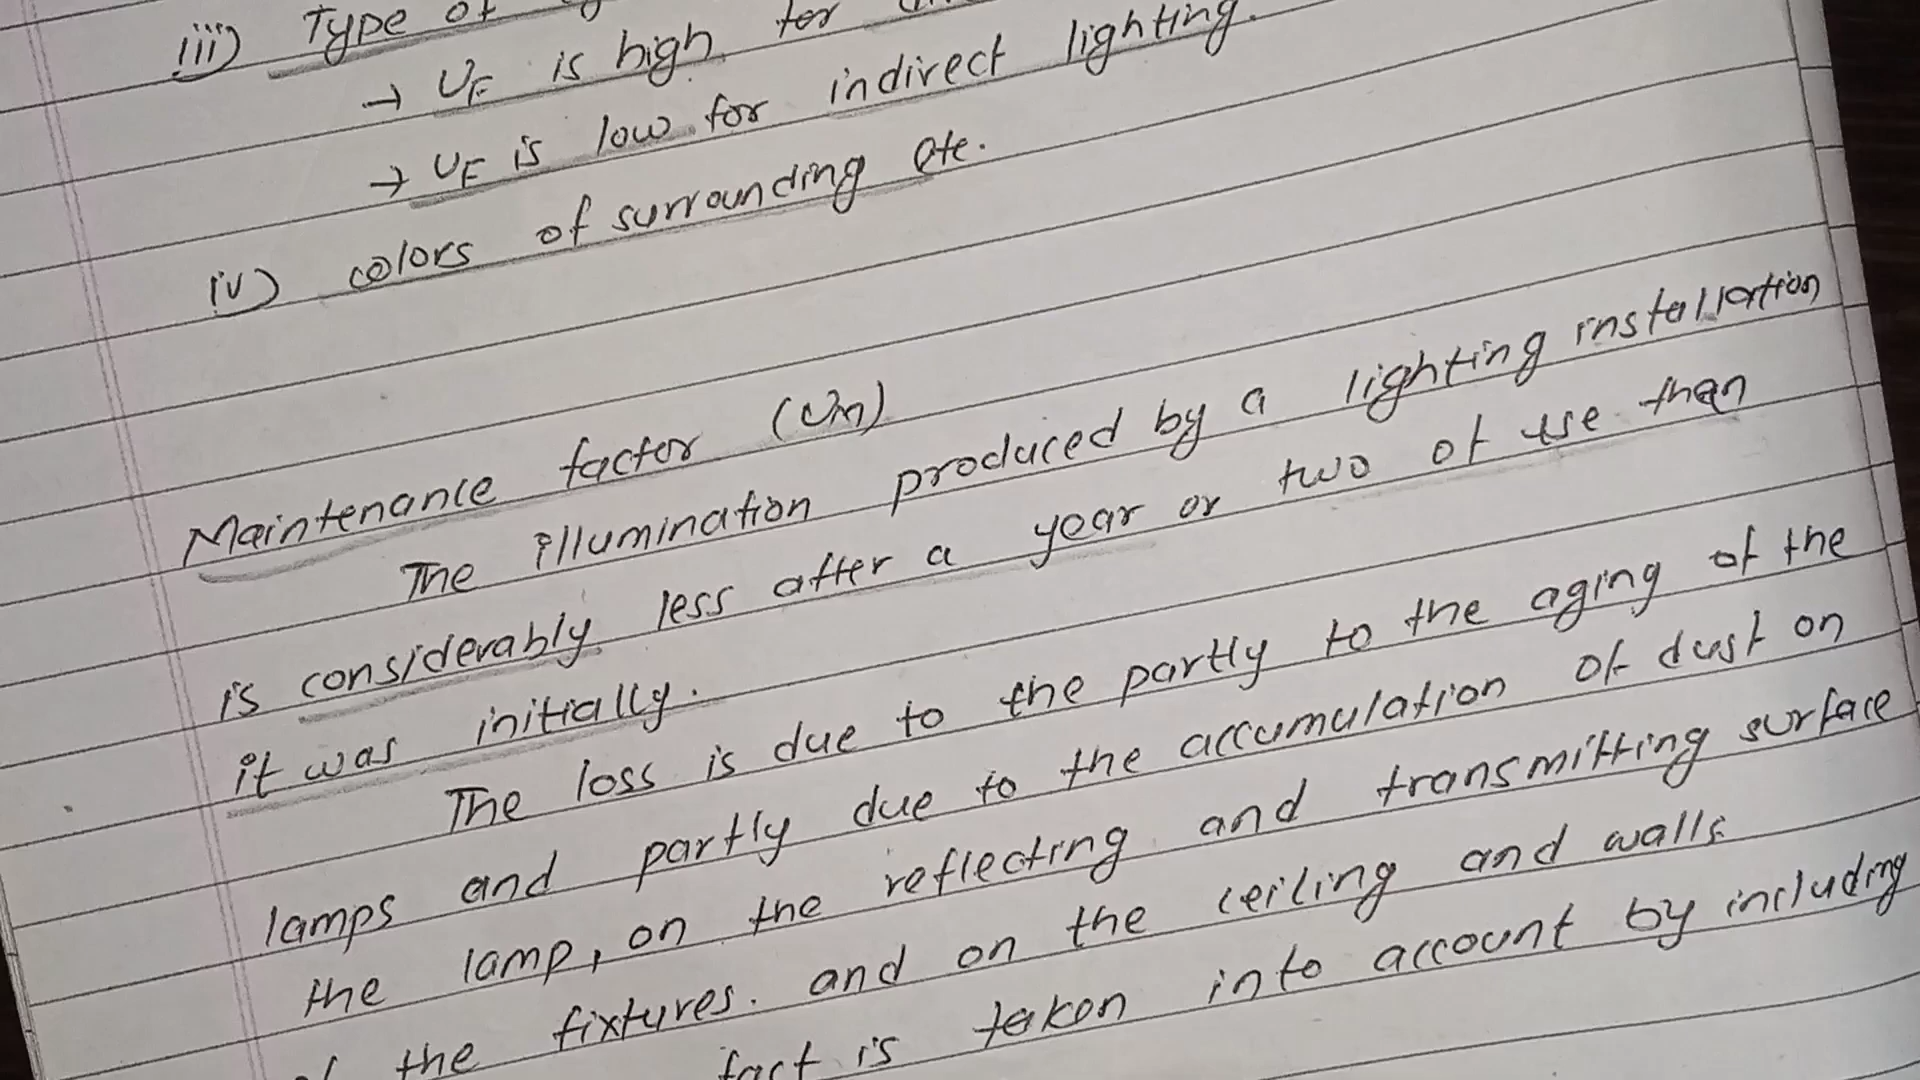 iii) Type of
→ UF is high for
→ UF is low for indirect lighting.
iv) colors of surrounding etc.
Maintenance factor (Um)
The illumination produced by a lighting installation
is considerably less after a year or two of use than
it was initially.
The loss is due to the partly to the aging of the
lamps and partly due to the accumulation of dust on
the lamp, on the reflecting and transmitting surface
of the fixtures. and on the ceiling and walls.
fact is taken into account by including